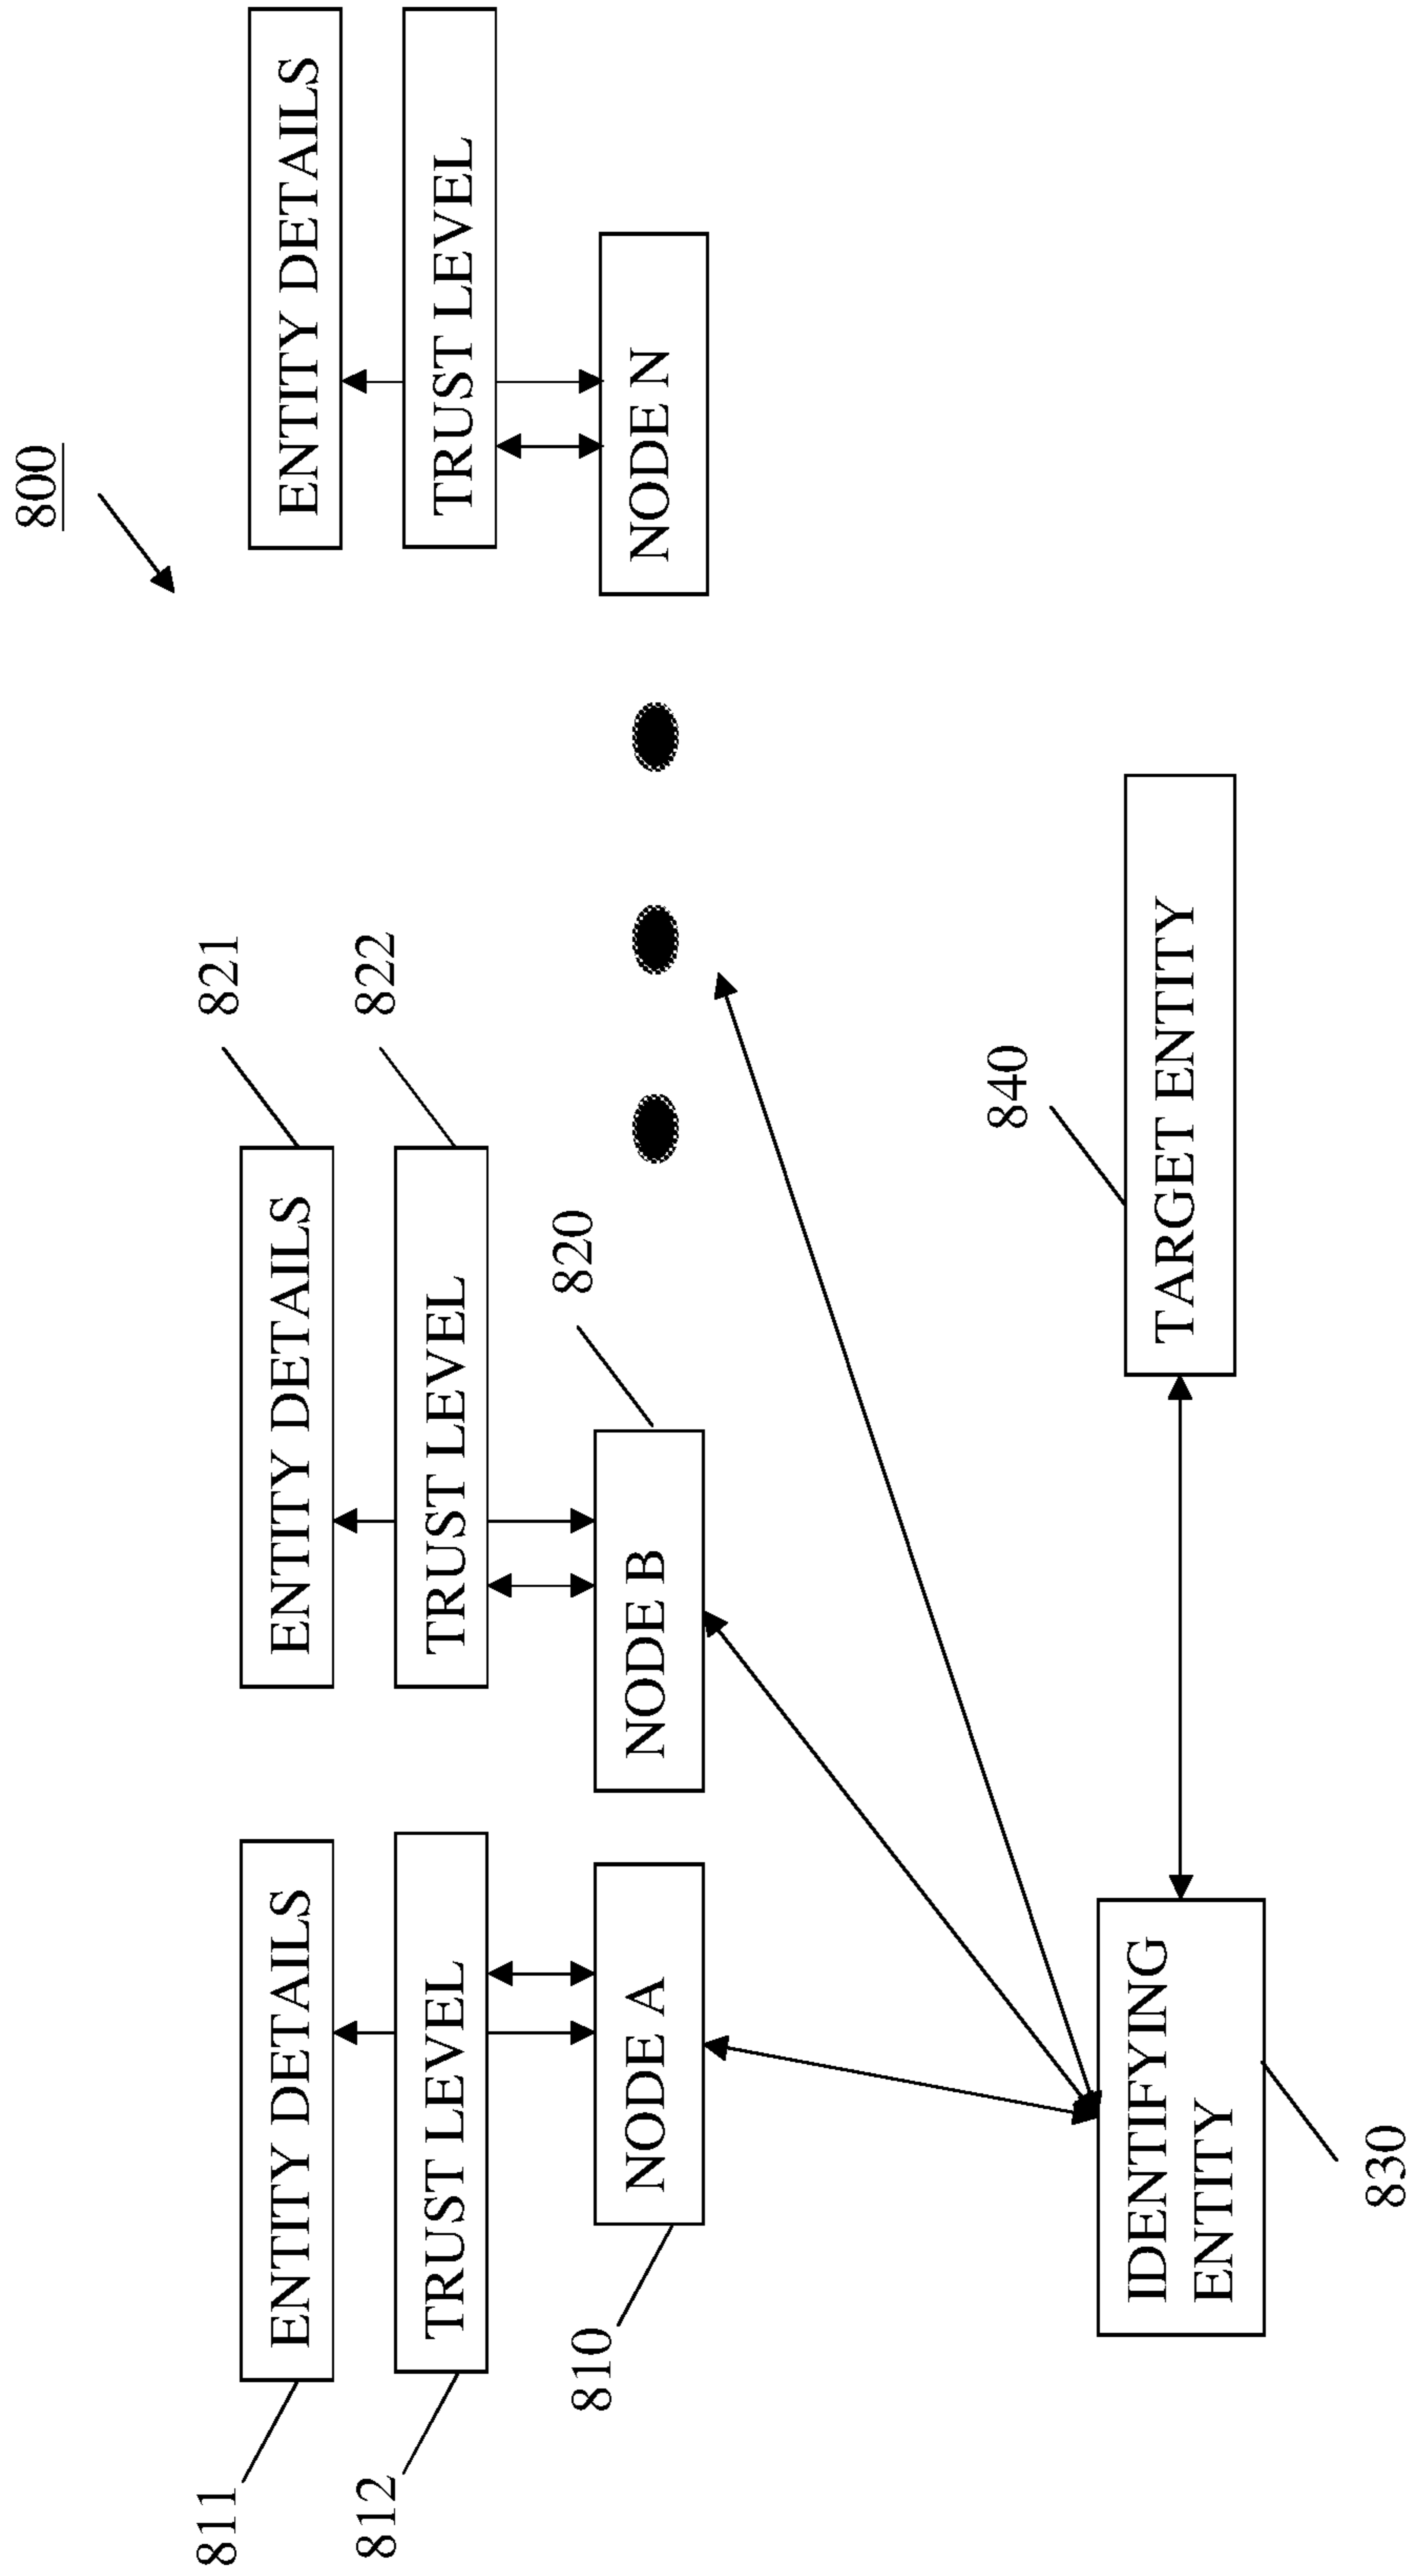 800
811
ENTITY DETAILS
ENTITY DETAILS
821
ENTITY DETAILS
812
TRUST LEVEL
TRUST LEVEL
822
TRUST LEVEL
810
NODE A
NODE B
820
NODE N
IDENTIFYING
ENTITY
830
TARGET ENTITY
840